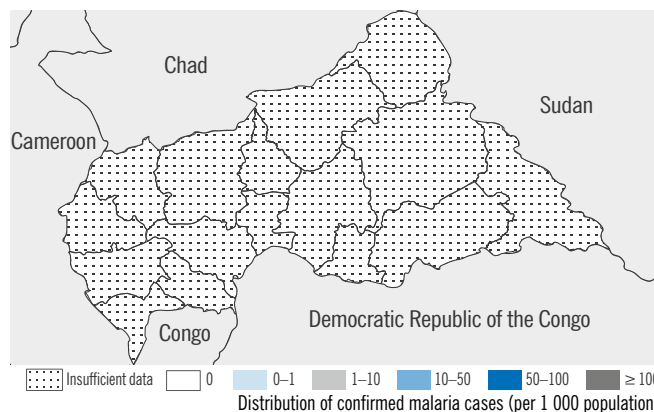 Chad
Sudan
Cameroon
Congo
Democratic Republic of the Congo
Insufficient data 0 0–1 1–10 10–50 50–100 ≥ 100
Distribution of confirmed malaria cases (per 1 000 population